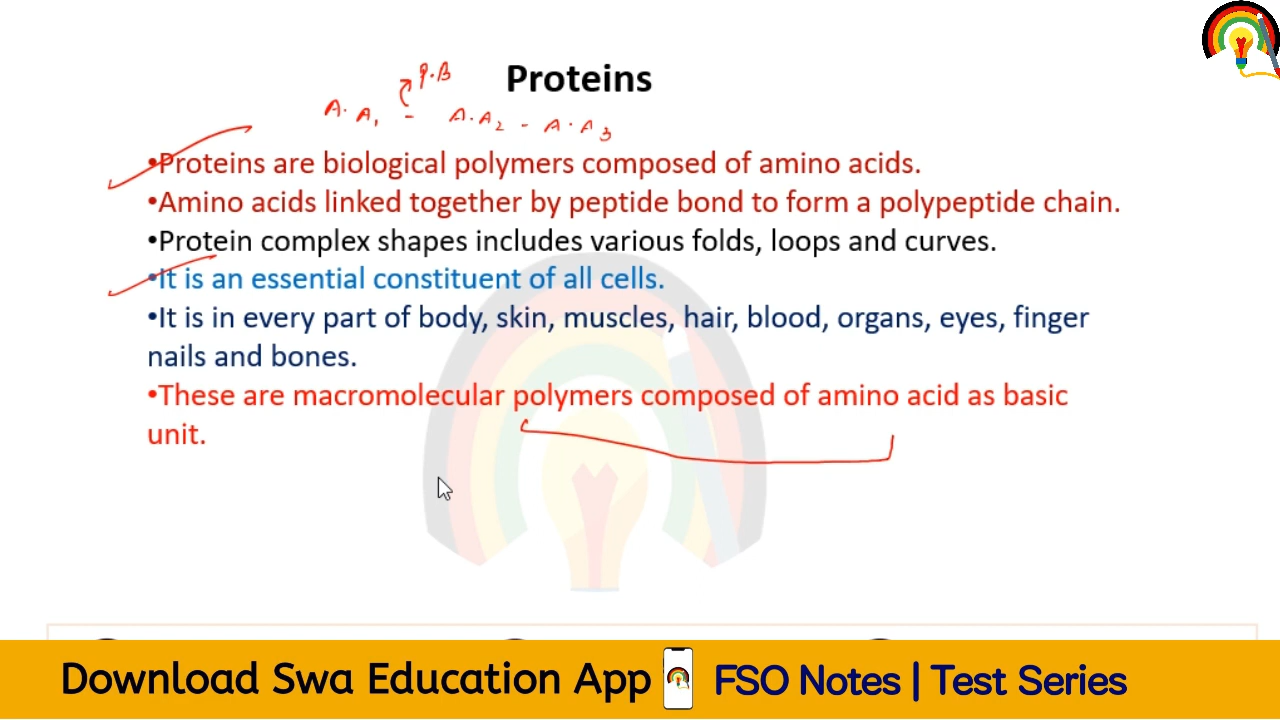 Proteins
P.B
A.A1 - A.A2 - A.A3
•Proteins are biological polymers composed of amino acids.
•Amino acids linked together by peptide bond to form a polypeptide chain.
•Protein complex shapes includes various folds, loops and curves.
•It is an essential constituent of all cells.
•It is in every part of body, skin, muscles, hair, blood, organs, eyes, finger
nails and bones.
•These are macromolecular polymers composed of amino acid as basic
unit.
Download Swa Education App FSO Notes | Test Series